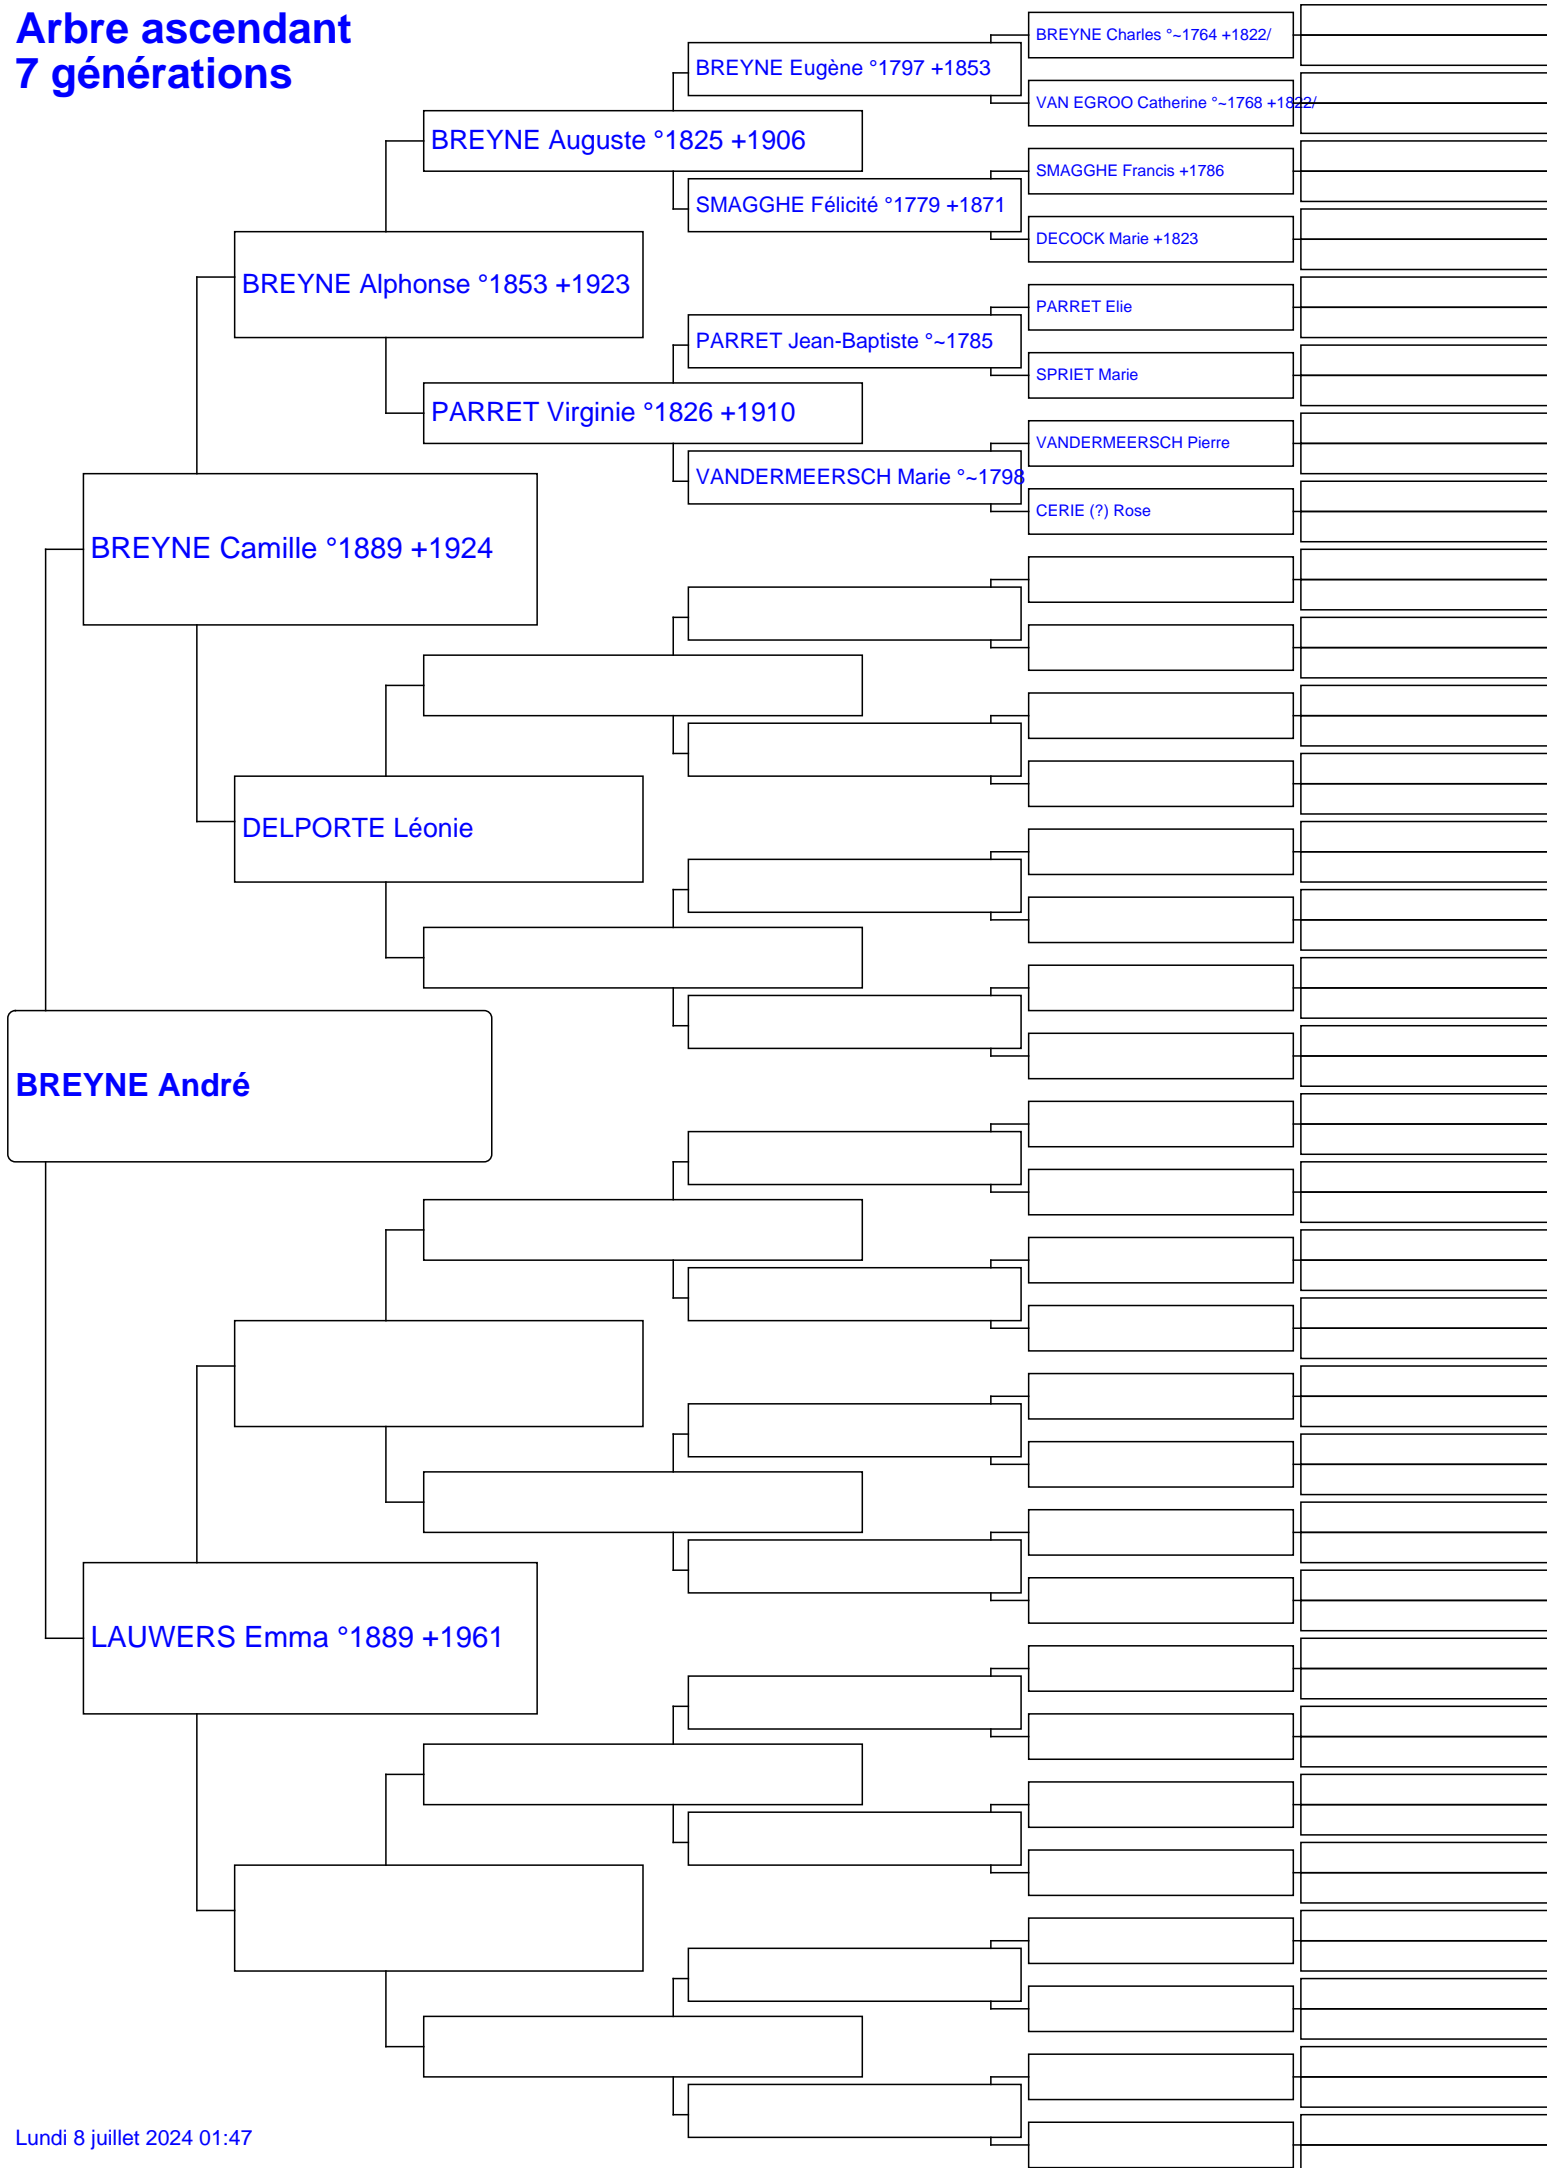 Arbre ascendant
7 générations
BREYNE Charles °~1764 +1822/
BREYNE Eugène °1797 +1853
VAN EGROO Catherine °~1768 +1822/
BREYNE Auguste °1825 +1906
SMAGGHE Francis +1786
SMAGGHE Félicité °1779 +1871
DECOCK Marie +1823
BREYNE Alphonse °1853 +1923
PARRET Elie
PARRET Jean-Baptiste °~1785
SPRIET Marie
PARRET Virginie °1826 +1910
VANDERMEERSCH Pierre
VANDERMEERSCH Marie °~1798
CERIE (?) Rose
BREYNE Camille °1889 +1924
DELPORTE Léonie
BREYNE André
LAUWERS Emma °1889 +1961
Lundi 8 juillet 2024 01:47